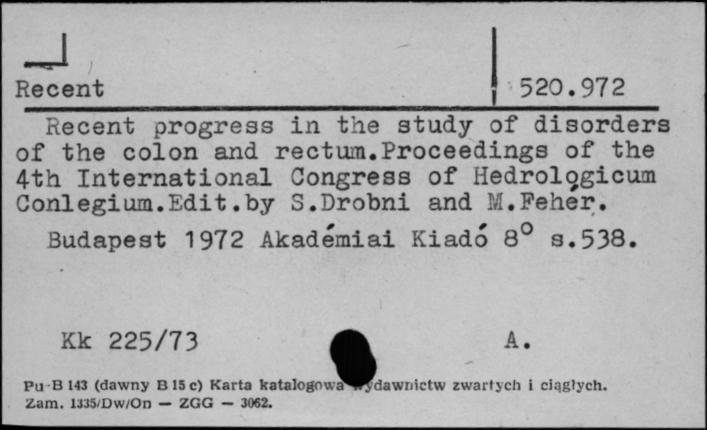 Recent 520.972
Recent progress in the study of disorders
of the colon and rectum.Proceedings of the
4th International Congress of Hedrologicum
Conlegium.Edit.by S.Drobni and M.Fehér.
Budapest 1972 Akadémiai Kiadó 8° s.538.
Kk 225/73 A.
Pu-B 143 (dawny B 15 c) Karta katalogowa wydawnictw zwartych i ciągłych.
Zam. 1335/Dw/On — ZGG — 3062.